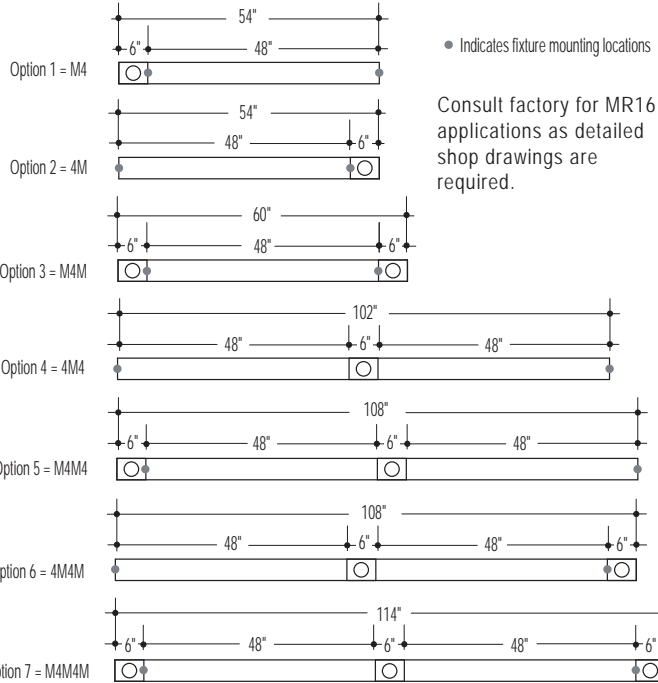 54"
6" 48"
Indicates fixture mounting locations
Option 1 = M4
54"
48" 6"
Option 2 = 4M
Consult factory for MR16
applications as detailed
shop drawings are
required.
60"
6" 48" 6"
Option 3 = M4M
102"
48" 6" 48"
Option 4 = 4M4
108"
6" 48" 6" 48"
Option 5 = M4M4
108"
48" 6" 48" 6"
ption 6 = 4M4M
114"
6" 48" 6" 48" 6"
ption 7 = M4M4M